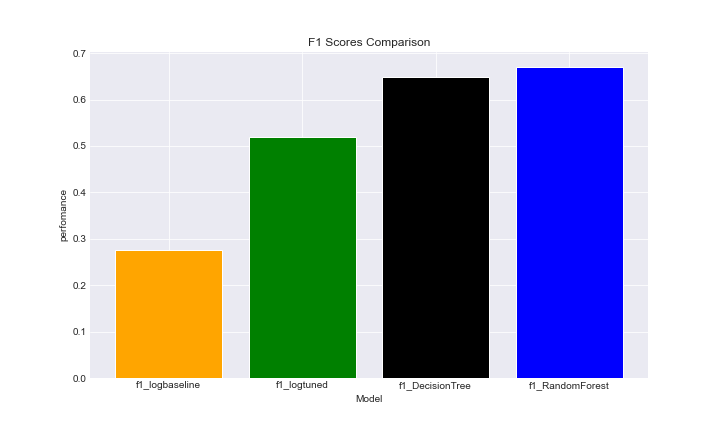 F1 Scores Comparison
0.7
0.6
0.5
0.4
0.3
0.2
0.1
0.0
perfomance
f1_logbaseline f1_logtuned f1_DecisionTree f1_RandomForest
Model